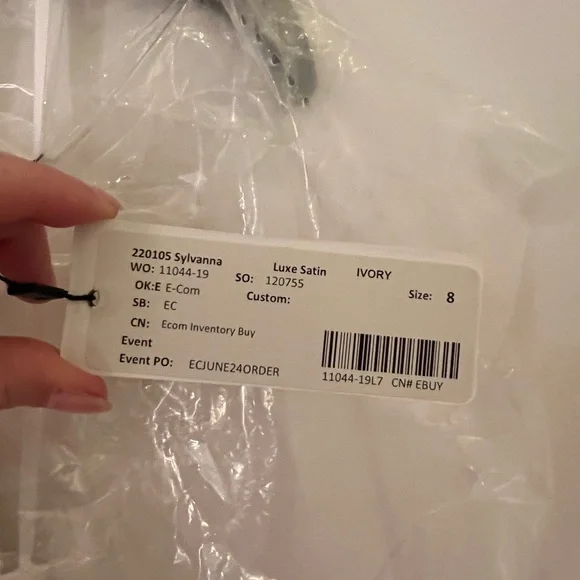 220105 Sylvanna Luxe Satin IVORY
WO: 11044-19 SO: 120755 Size: 8
OK:E E-Com Custom:
SB: EC
CN: Ecom Inventory Buy
Event
Event PO: ECJUNE24ORDER
11044-19L7 CN# EBUY